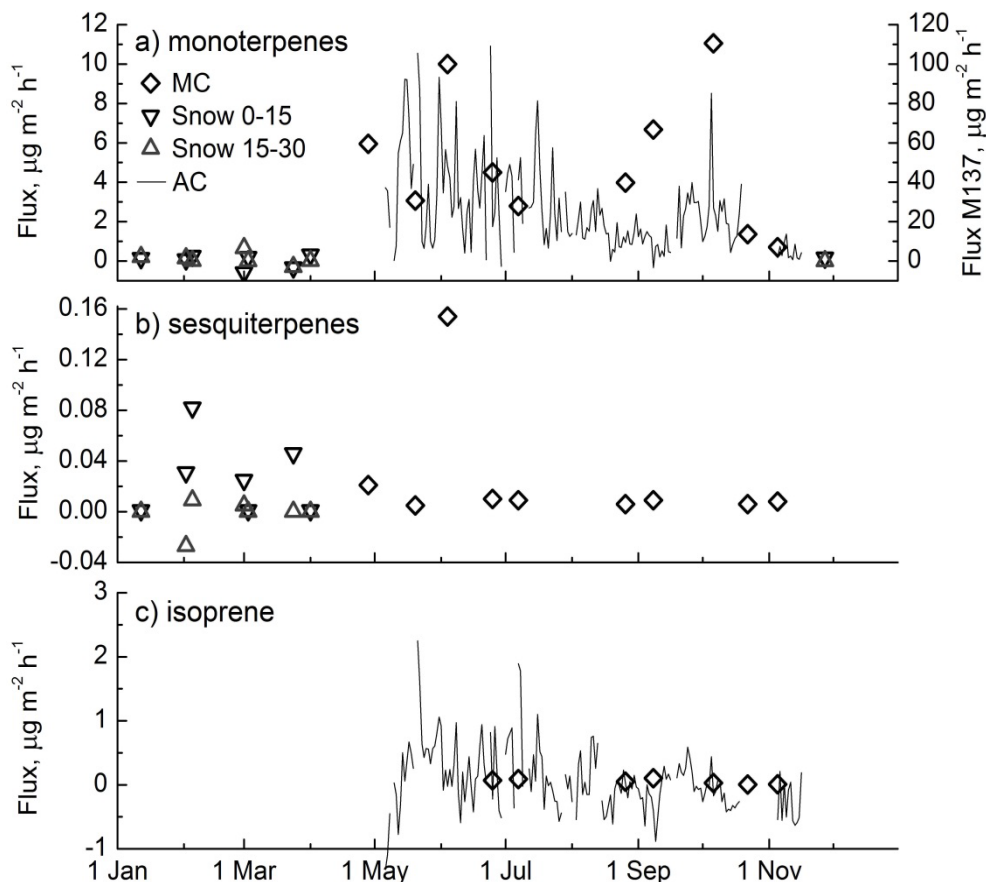 a) monoterpenes
MC
Snow 0-15
Snow 15-30
AC
12
10
8
6
4
2
0
Flux, µg m⁻² h⁻¹
120
100
80
60
40
20
0
Flux M137, µg m⁻² h⁻¹
b) sesquiterpenes
0.16
0.12
0.08
0.04
0.00
-0.04
Flux, µg m⁻² h⁻¹
c) isoprene
3
2
1
0
-1
Flux, µg m⁻² h⁻¹
1 Jan 1 Mar 1 May 1 Jul 1 Sep 1 Nov